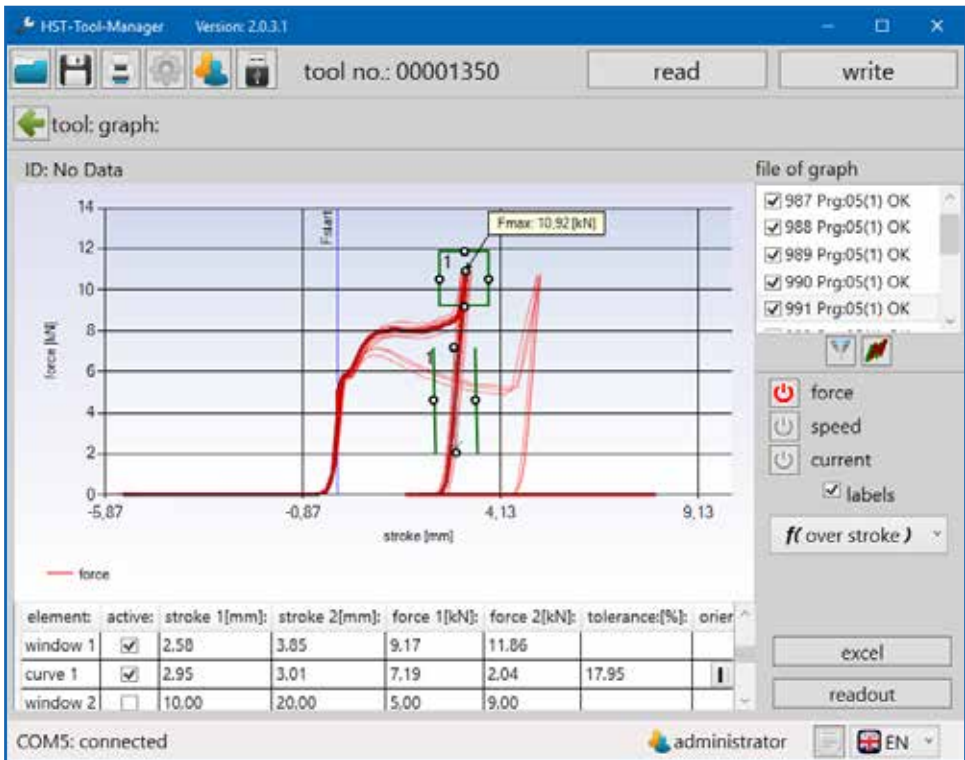 HST-Tool-Manager Version: 2.0.3.1
tool no.: 00001350 read write
tool: graph:
ID: No Data
file of graph
987 Prg:05(1) OK
988 Prg:05(1) OK
989 Prg:05(1) OK
990 Prg:05(1) OK
991 Prg:05(1) OK
force
speed
current
labels
f( over stroke )
excel
readout
14
12
10
8
6
4
2
0
force [kN]
Fstart
Fmax: 10,92 [kN]
1
1
-5,87 -0,87 4,13 9,13
stroke [mm]
force
element: active: stroke 1[mm]: stroke 2[mm]: force 1[kN]: force 2[kN]: tolerance:[%]: orier
window 1 2.58 3.85 9.17 11.86
curve 1 2.95 3.01 7.19 2.04 17.95
window 2 10.00 20.00 5.00 9.00
COM5: connected administrator EN